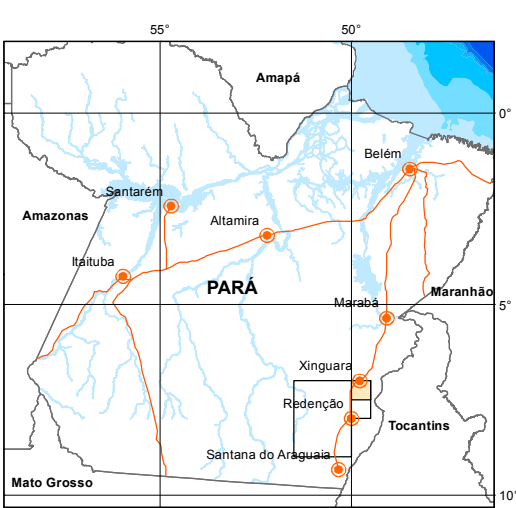 55° 50°
Amapá
0°
Belém
Santarém
Amazonas
Altamira
Itaituba
PARÁ
Maranhão
Marabá
5°
Xinguara
Redenção
Tocantins
Santana do Araguaia
Mato Grosso
10°